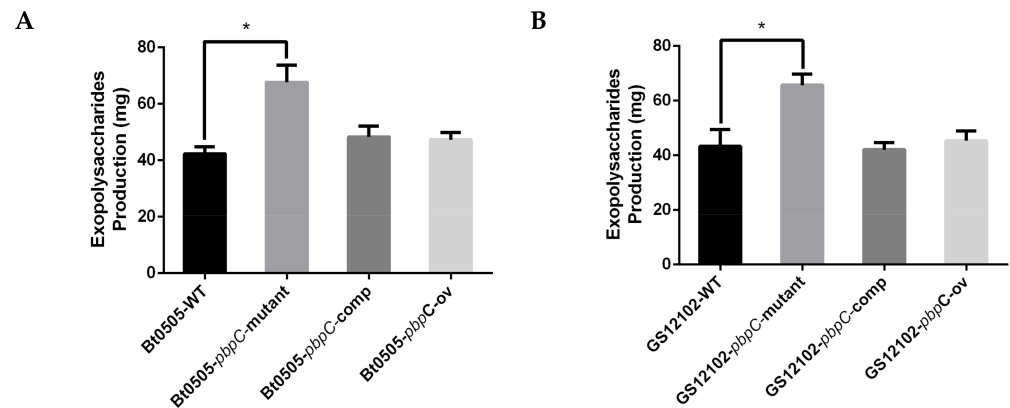 A
*
80
60
40
20
0
Exopolysaccharides
Production (mg)
Bt0505-WT
Bt0505-pbpC-mutant
Bt0505-pbpC-comp
Bt0505-pbpC-ov
B
*
80
60
40
20
0
Exopolysaccharides
Production (mg)
GS12102-WT
GS12102-pbpC-mutant
GS12102-pbpC-comp
GS12102-pbpC-ov